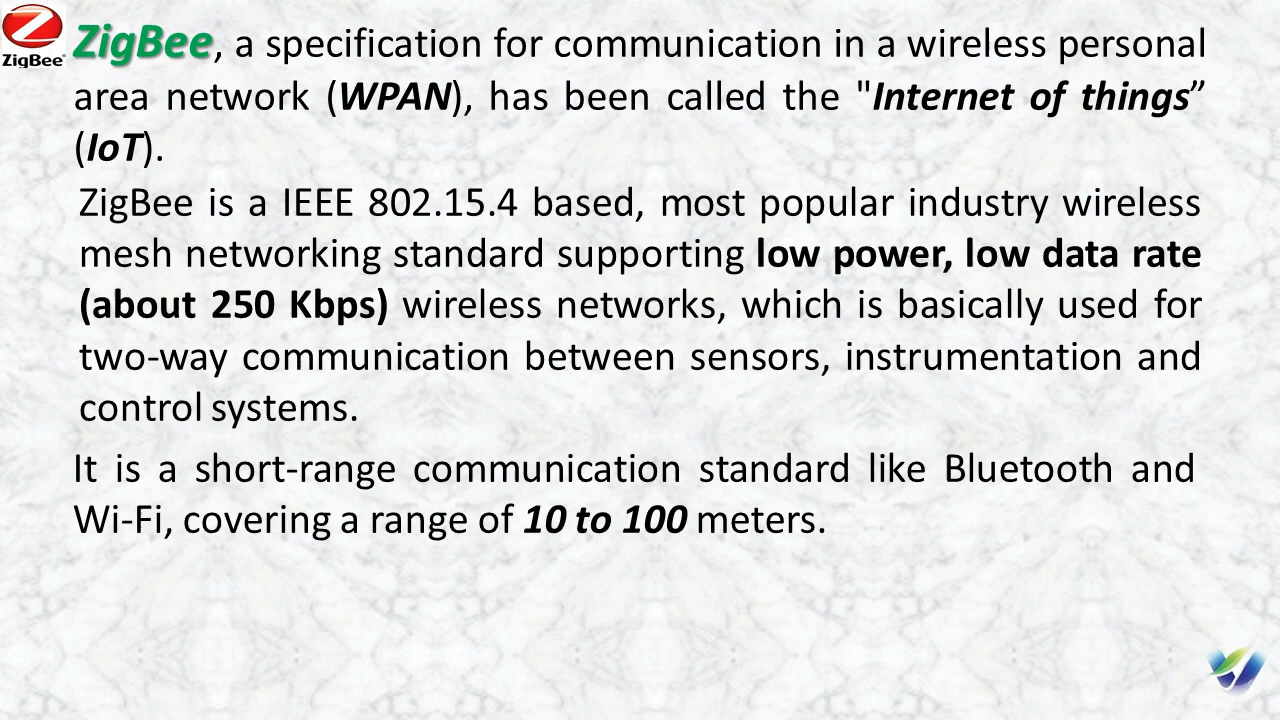 ZigBee
ZigBee, a specification for communication in a wireless personal
area network (WPAN), has been called the "Internet of things”
(IoT).
ZigBee is a IEEE 802.15.4 based, most popular industry wireless
mesh networking standard supporting low power, low data rate
(about 250 Kbps) wireless networks, which is basically used for
two-way communication between sensors, instrumentation and
control systems.
It is a short-range communication standard like Bluetooth and
Wi-Fi, covering a range of 10 to 100 meters.